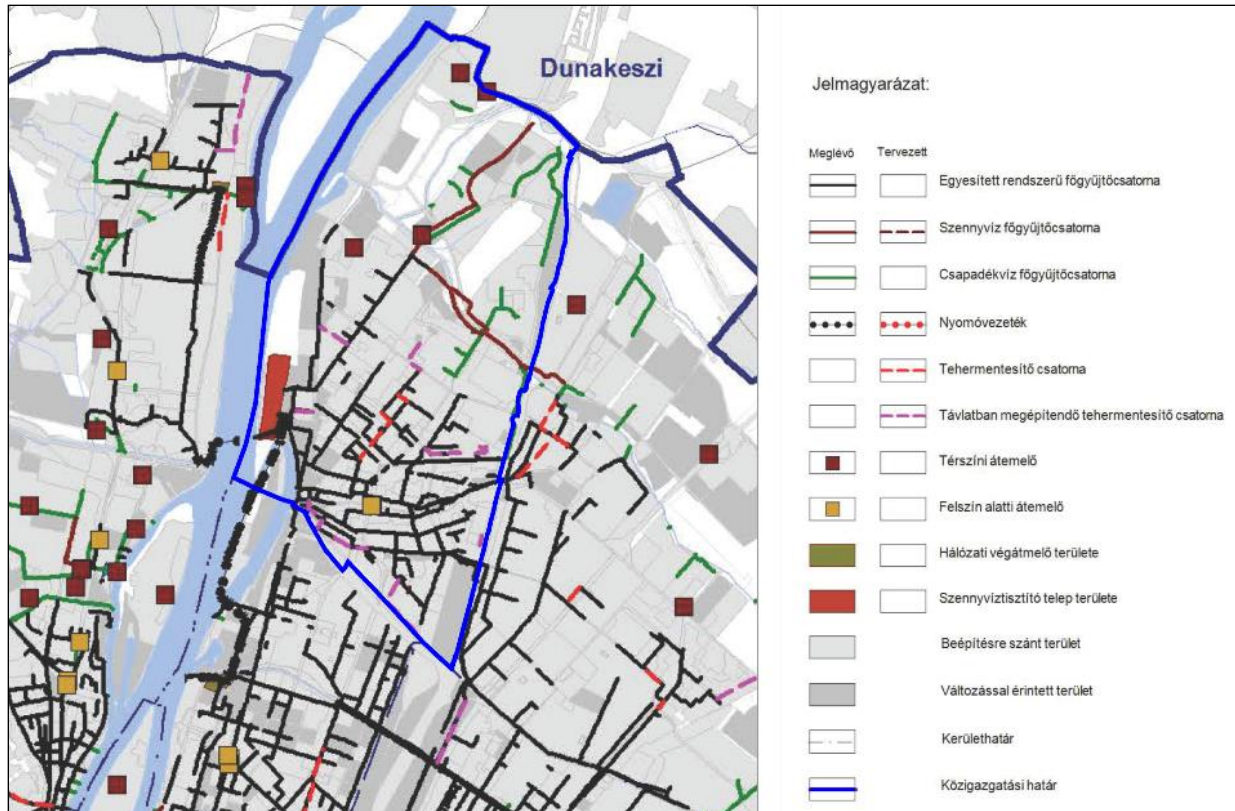 Dunakeszi
Jelmagyarázat:
Meglévő Tervezett
Egyesített rendszerű főgyűjtőcsatorna
Szennyvíz főgyűjtőcsatorna
Csapadékvíz főgyűjtőcsatorna
Nyomóvezeték
Tehermentesítő csatorna
Távlatban megépítendő tehermentesítő csatorna
Térszíni átemelő
Felszín alatti átemelő
Hálózati végátmelő területe
Szennyvíztisztító telep területe
Beépítésre szánt terület
Változással érintett terület
Kerülethatár
Közigazgatási határ